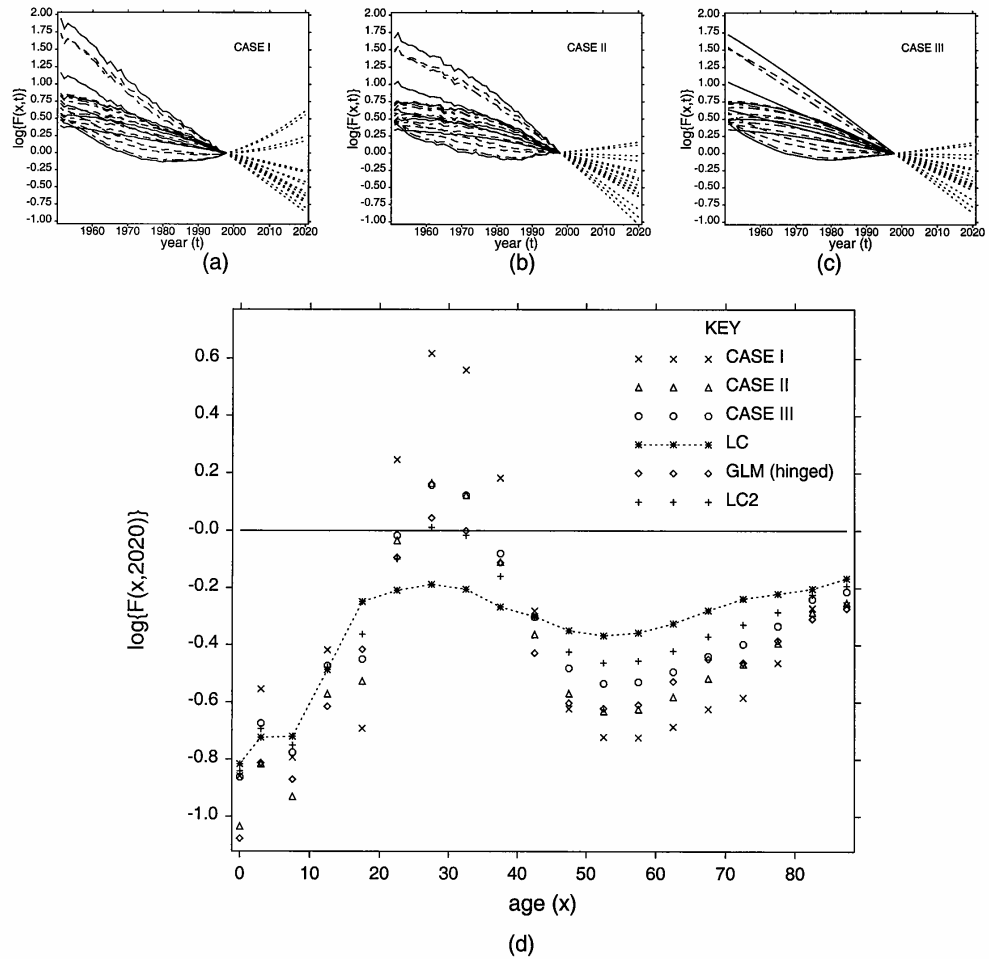 2.00 1.75 1.50 1.25 1.00 0.75 0.50 0.25 0.00 -0.25 -0.50 -0.75 -1.00
log{F(x,t)}
CASE I
1960 1970 1980 1990 2000 2010 2020
year (t)
(a)
2.00 1.75 1.50 1.25 1.00 0.75 0.50 0.25 0.00 -0.25 -0.50 -0.75 -1.00
log{F(x,t)}
CASE II
1960 1970 1980 1990 2000 2010 2020
year (t)
(b)
2.00 1.75 1.50 1.25 1.00 0.75 0.50 0.25 0.00 -0.25 -0.50 -0.75 -1.00
log{F(x,t)}
CASE III
1960 1970 1980 1990 2000 2010 2020
year (t)
(c)
KEY
CASE I
CASE II
CASE III
LC
GLM (hinged)
LC2
0.6
0.4
0.2
-0.0
-0.2
-0.4
-0.6
-0.8
-1.0
log{F(x,2020)}
0 10 20 30 40 50 60 70 80
age (x)
(d)